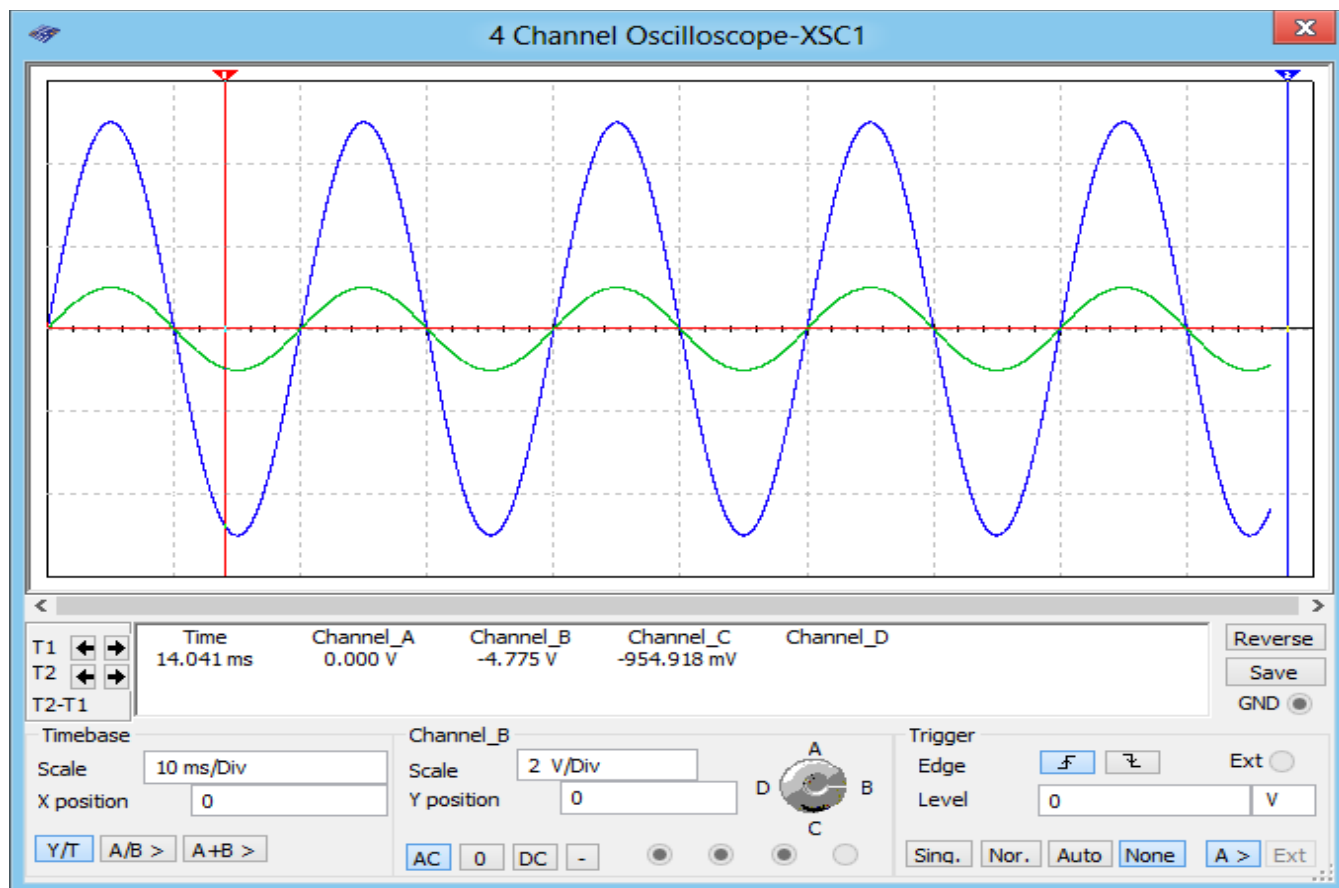 4 Channel Oscilloscope-XSC1
x
1
2
< >
Time Channel_A Channel_B Channel_C Channel_D
T1 14.041 ms 0.000 V -4.775 V -954.918 mV
T2
T2-T1
Reverse
Save
GND
Timebase
Scale 10 ms/Div
X position 0
Y/T A/B > A+B >
Channel_B
Scale 2 V/Div
Y position 0
AC 0 DC -
A
D B
C
Trigger
Edge Ext
Level 0 V
Sing. Nor. Auto None A > Ext